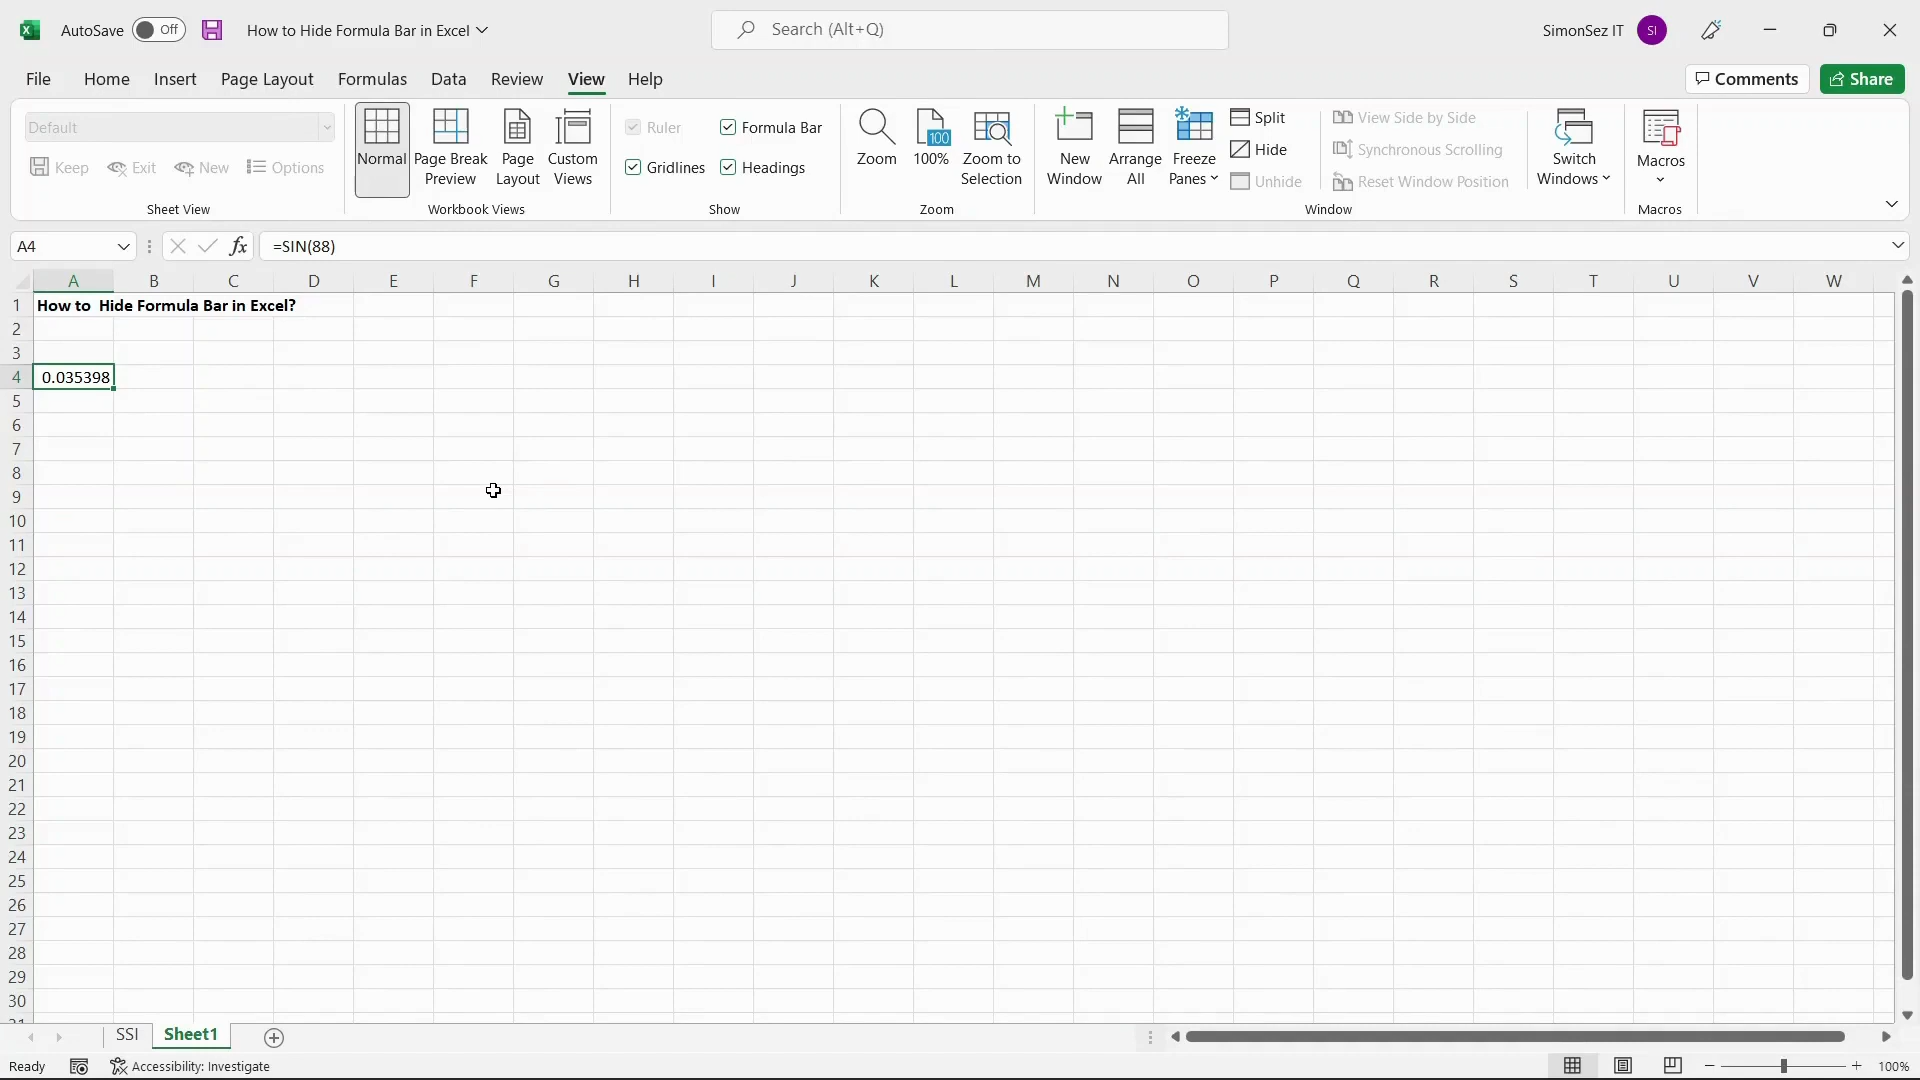 AutoSave Off How to Hide Formula Bar in Excel Search (Alt+Q) SimonSez IT SI
File Home Insert Page Layout Formulas Data Review View Help Comments Share
Default
Keep Exit New Options
Sheet View
Normal
Page Break
Preview
Page
Layout
Custom
Views
Workbook Views
Ruler Formula Bar
Gridlines Headings
Show
Zoom
100
100%
Zoom to
Selection
Zoom
New
Window
Arrange
All
Freeze
Panes
Split
Hide
Unhide
View Side by Side
Synchronous Scrolling
Reset Window Position
Switch
Windows
Window
Macros
Macros
A4 fx =SIN(88)
A B C D E F G H I J K L M N O P Q R S T U V W
1 How to  Hide Formula Bar in Excel?
2
3
4 0.035398
5
6
7
8
9
10
11
12
13
14
15
16
17
18
19
20
21
22
23
24
25
26
27
28
29
30
SSI Sheet1
Ready Accessibility: Investigate 100%